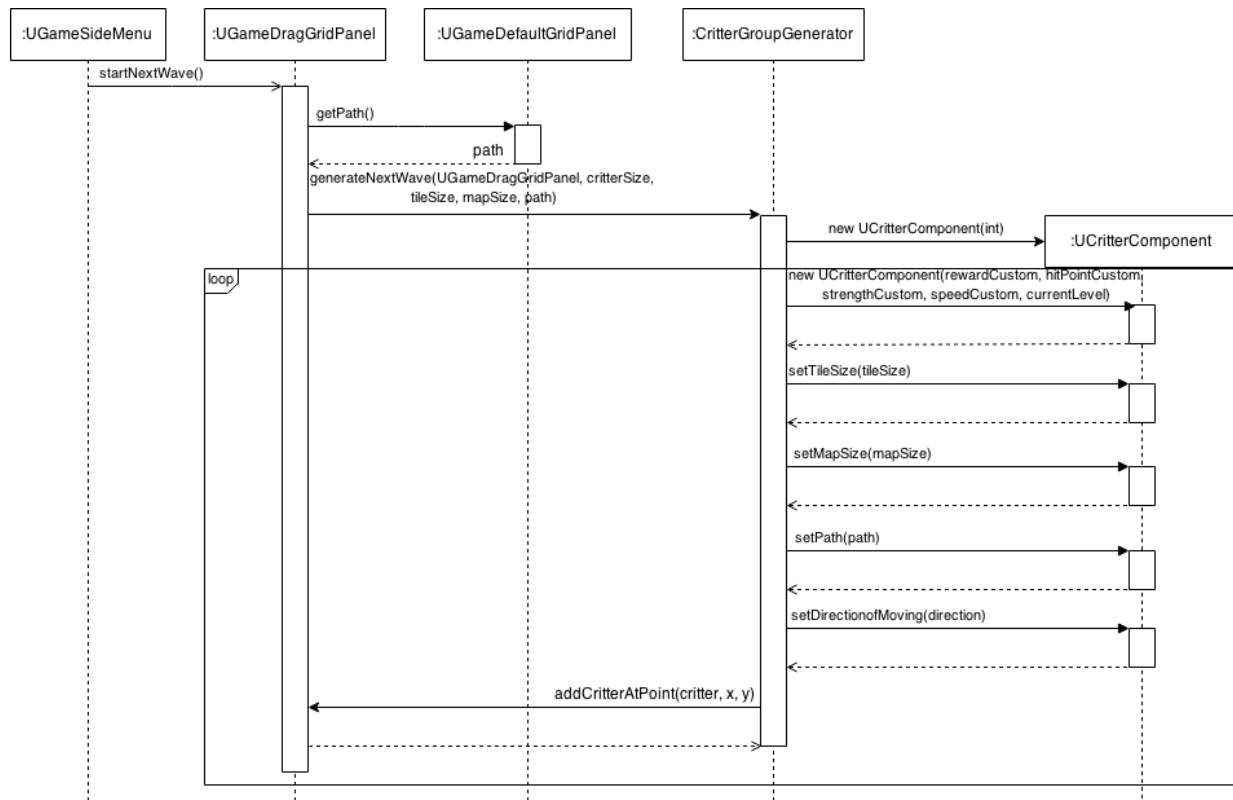 :UGameSideMenu
:UGameDragGridPanel
:UGameDefaultGridPanel
:CritterGroupGenerator
startNextWave()
getPath()
path
generateNextWave(UGameDragGridPanel, critterSize,
tileSize, mapSize, path)
new UCritterComponent(int)
:UCritterComponent
loop
new UCritterComponent(rewardCustom, hitPointCustom
strengthCustom, speedCustom, currentLevel)
setTileSize(tileSize)
setMapSize(mapSize)
setPath(path)
setDirectionofMoving(direction)
addCritterAtPoint(critter, x, y)